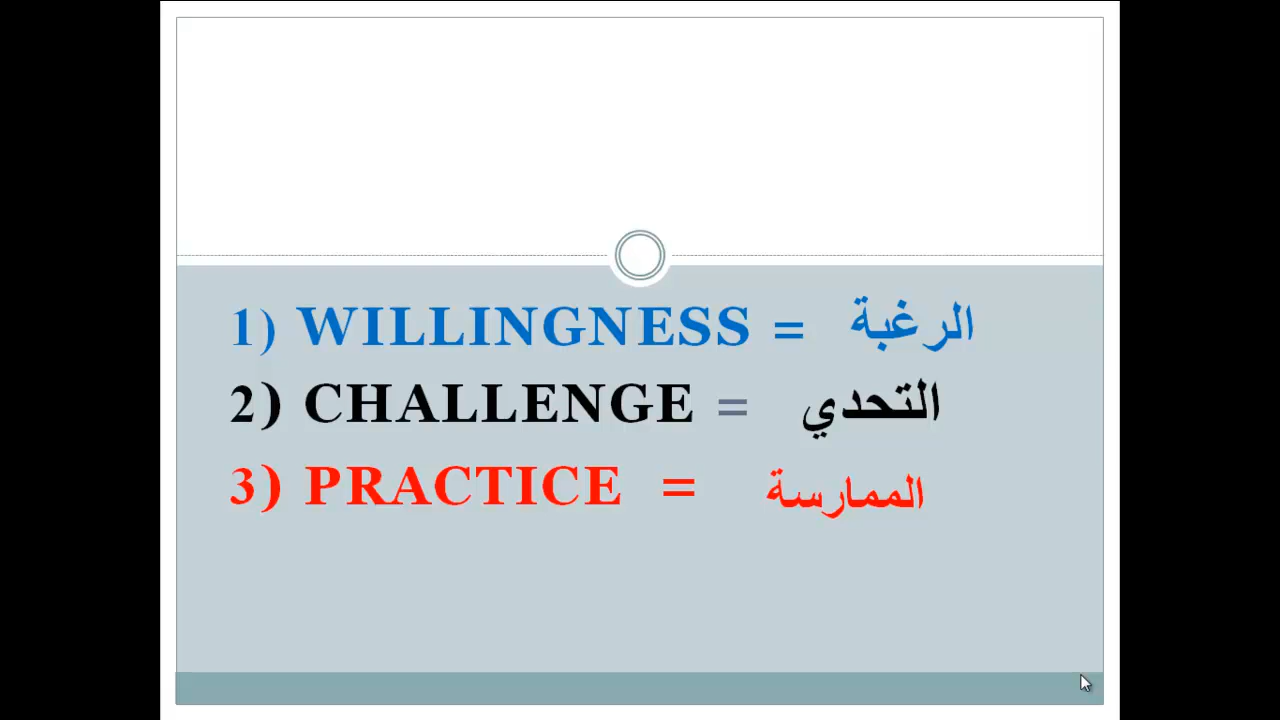 1) WILLINGNESS = الرغبة
2) CHALLENGE = التحدي
3) PRACTICE = الممارسة